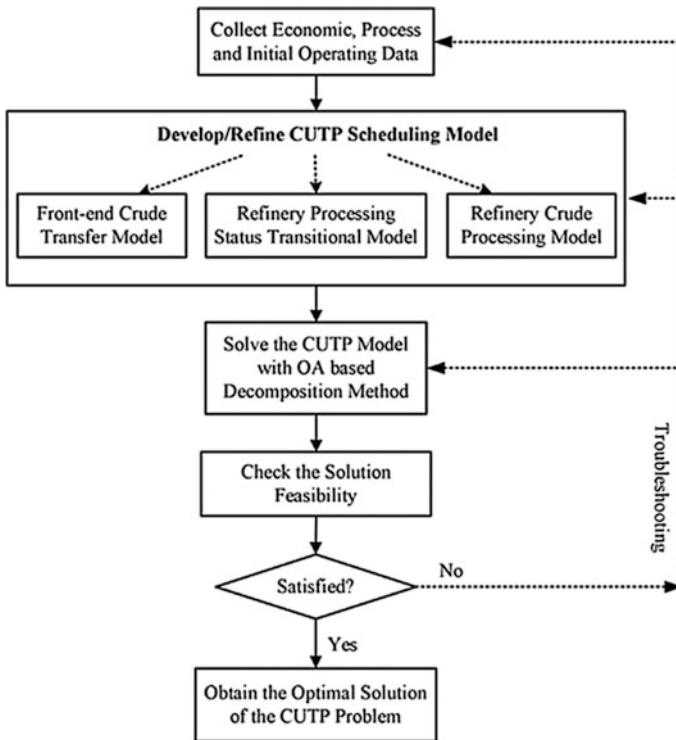 Collect Economic, Process
and Initial Operating Data
Develop/Refine CUTP Scheduling Model
Front-end Crude
Transfer Model
Refinery Processing
Status Transitional Model
Refinery Crude
Processing Model
Solve the CUTP Model
with OA based
Decomposition Method
Troubleshooting
Check the Solution
Feasibility
Satisfied?
No
Yes
Obtain the Optimal Solution
of the CUTP Problem